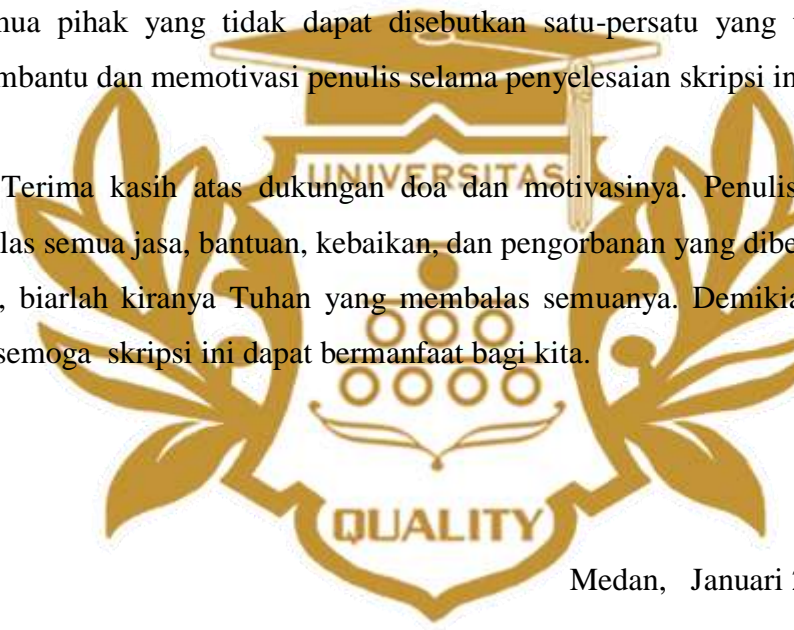 mua pihak yang tidak dapat disebutkan satu-persatu yang
mbantu dan memotivasi penulis selama penyelesaian skripsi in
UNIVERSITAS
Terima kasih atas dukungan doa dan motivasinya. Penulis
las semua jasa, bantuan, kebaikan, dan pengorbanan yang dibe
, biarlah kiranya Tuhan yang membalas semuanya. Demikia
semoga skripsi ini dapat bermanfaat bagi kita.
QUALITY
Medan, Januari